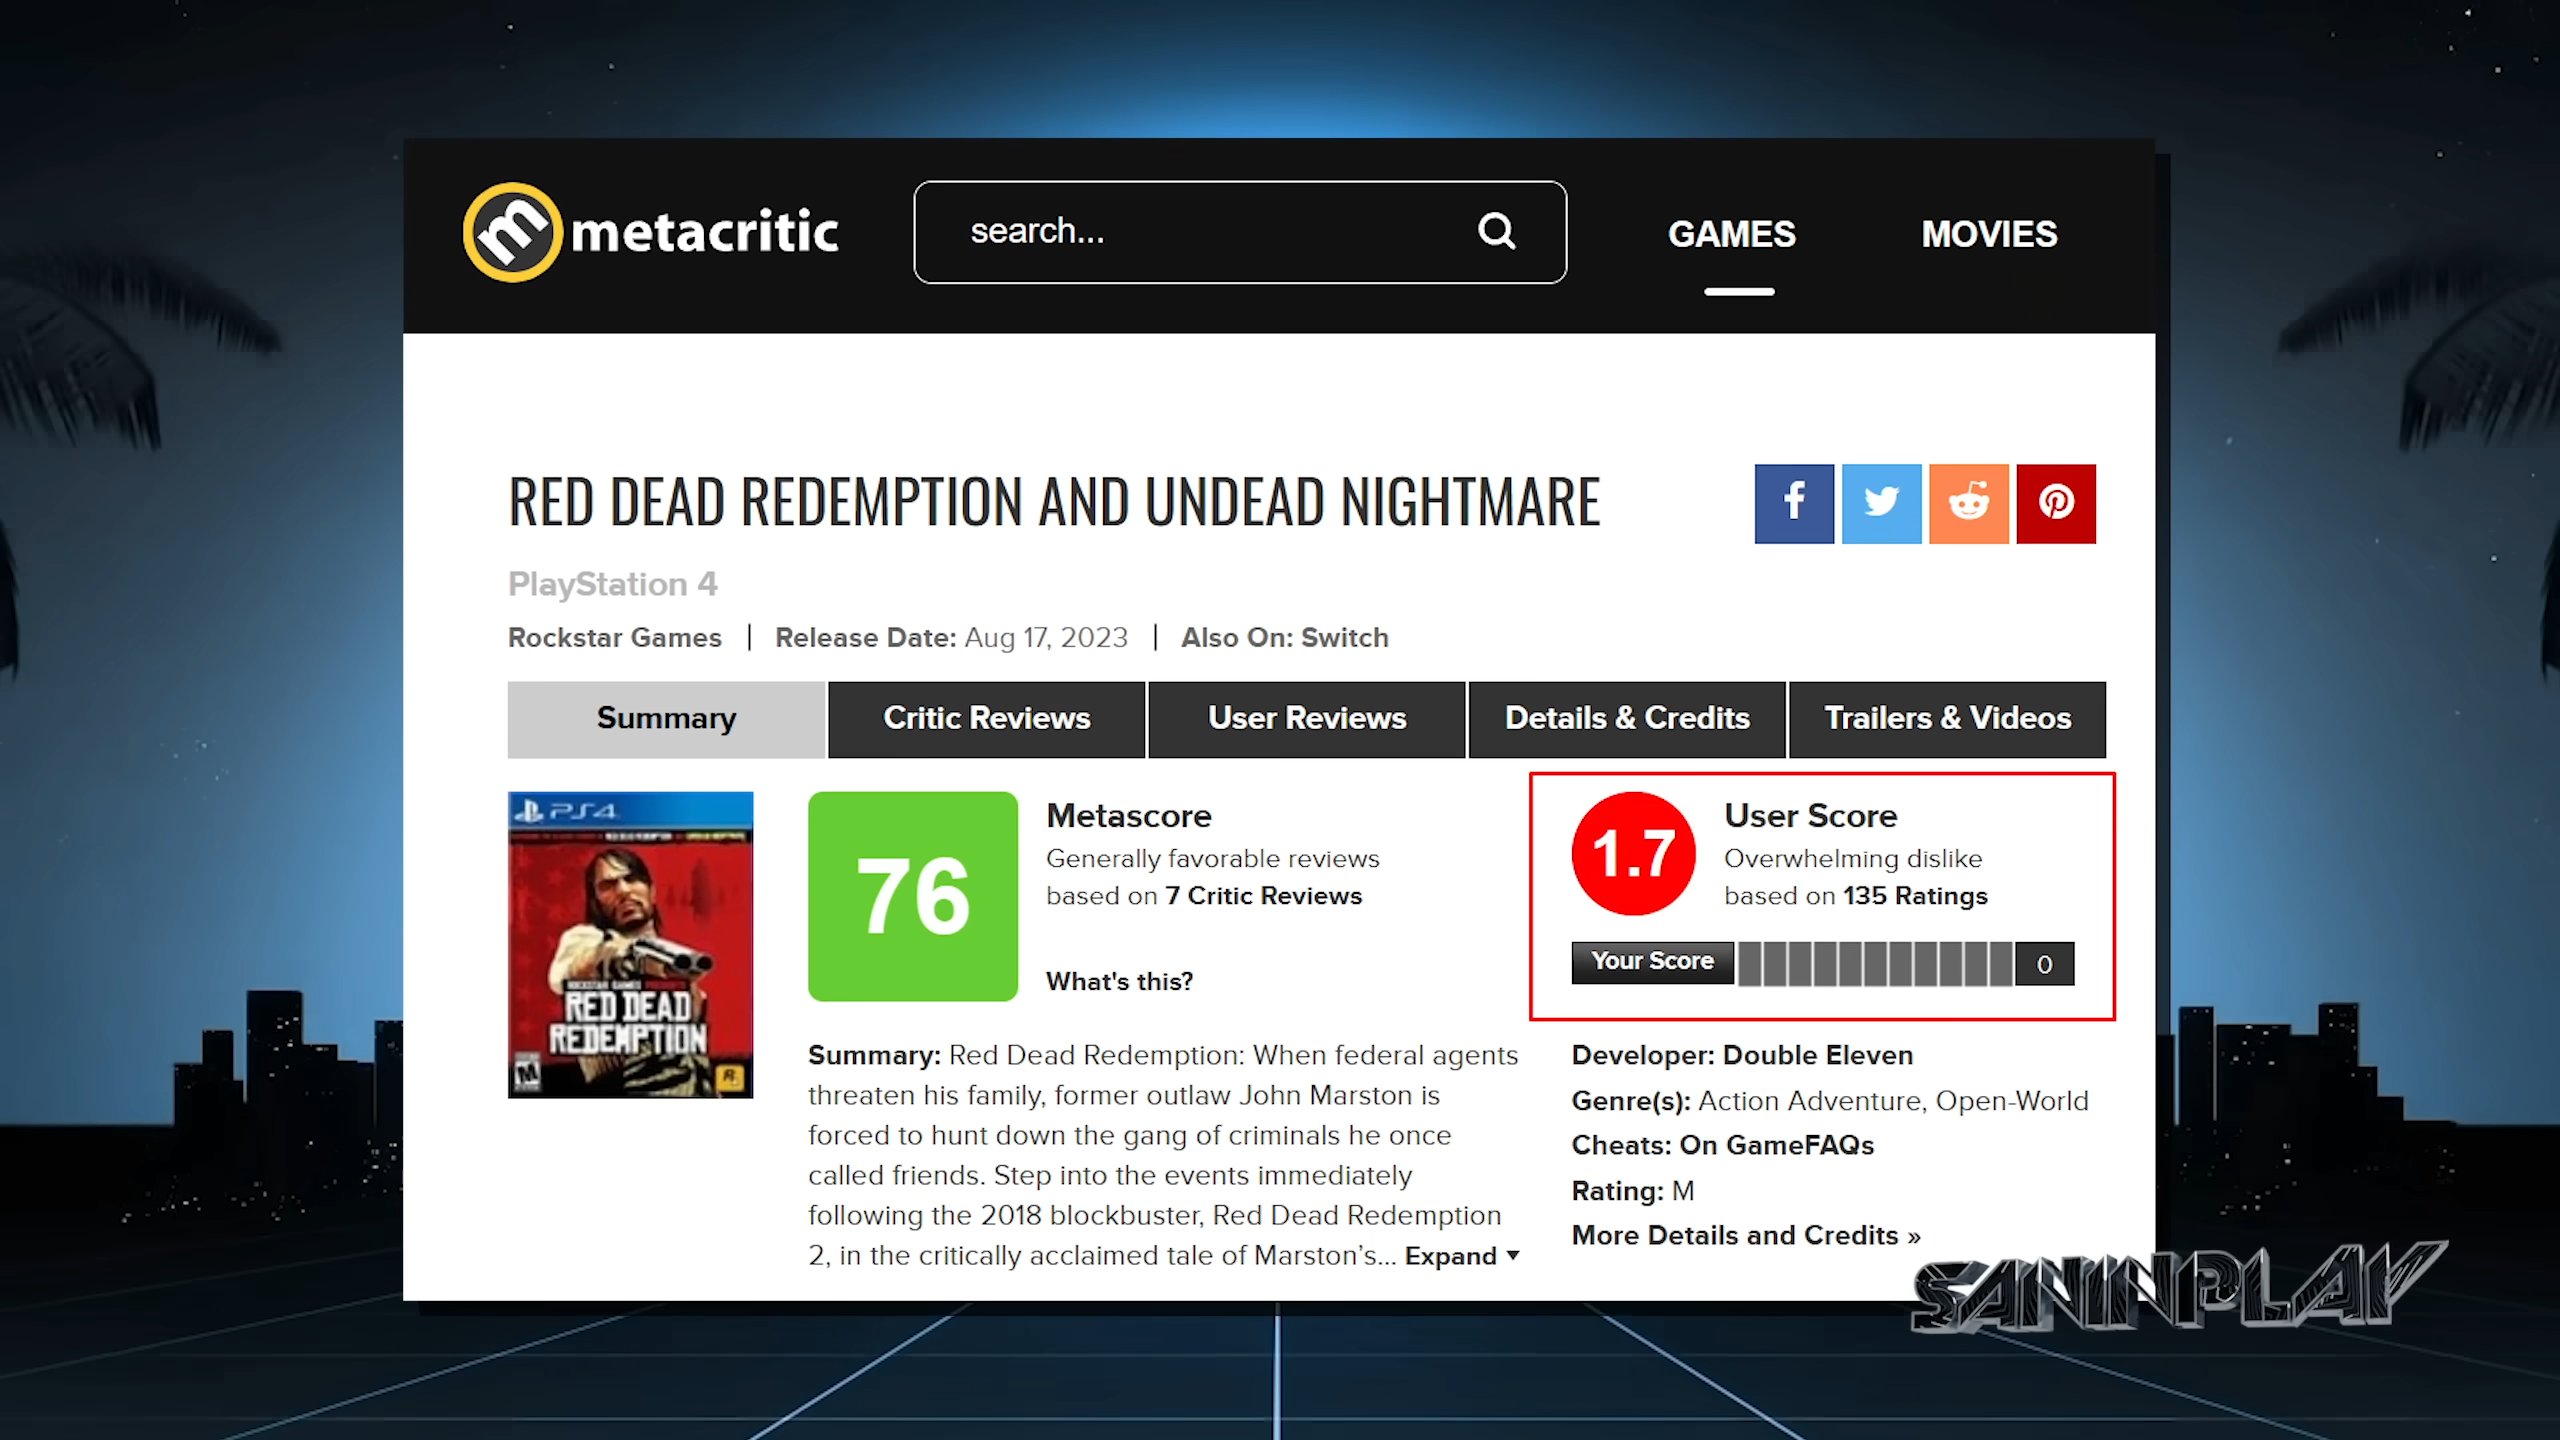 metacritic
search...
GAMES
MOVIES
RED DEAD REDEMPTION AND UNDEAD NIGHTMARE
PlayStation 4
Rockstar Games | Release Date: Aug 17, 2023 | Also On: Switch
Summary
Critic Reviews
User Reviews
Details & Credits
Trailers & Videos
PS4
RED DEAD
REDEMPTION
M
R
76
Metascore
Generally favorable reviews
based on 7 Critic Reviews
What's this?
1.7
User Score
Overwhelming dislike
based on 135 Ratings
Your Score
0
Summary: Red Dead Redemption: When federal agents
threaten his family, former outlaw John Marston is
forced to hunt down the gang of criminals he once
called friends. Step into the events immediately
following the 2018 blockbuster, Red Dead Redemption
2, in the critically acclaimed tale of Marston’s... Expand
Developer: Double Eleven
Genre(s): Action Adventure, Open-World
Cheats: On GameFAQs
Rating: M
More Details and Credits »
SANNPLAY